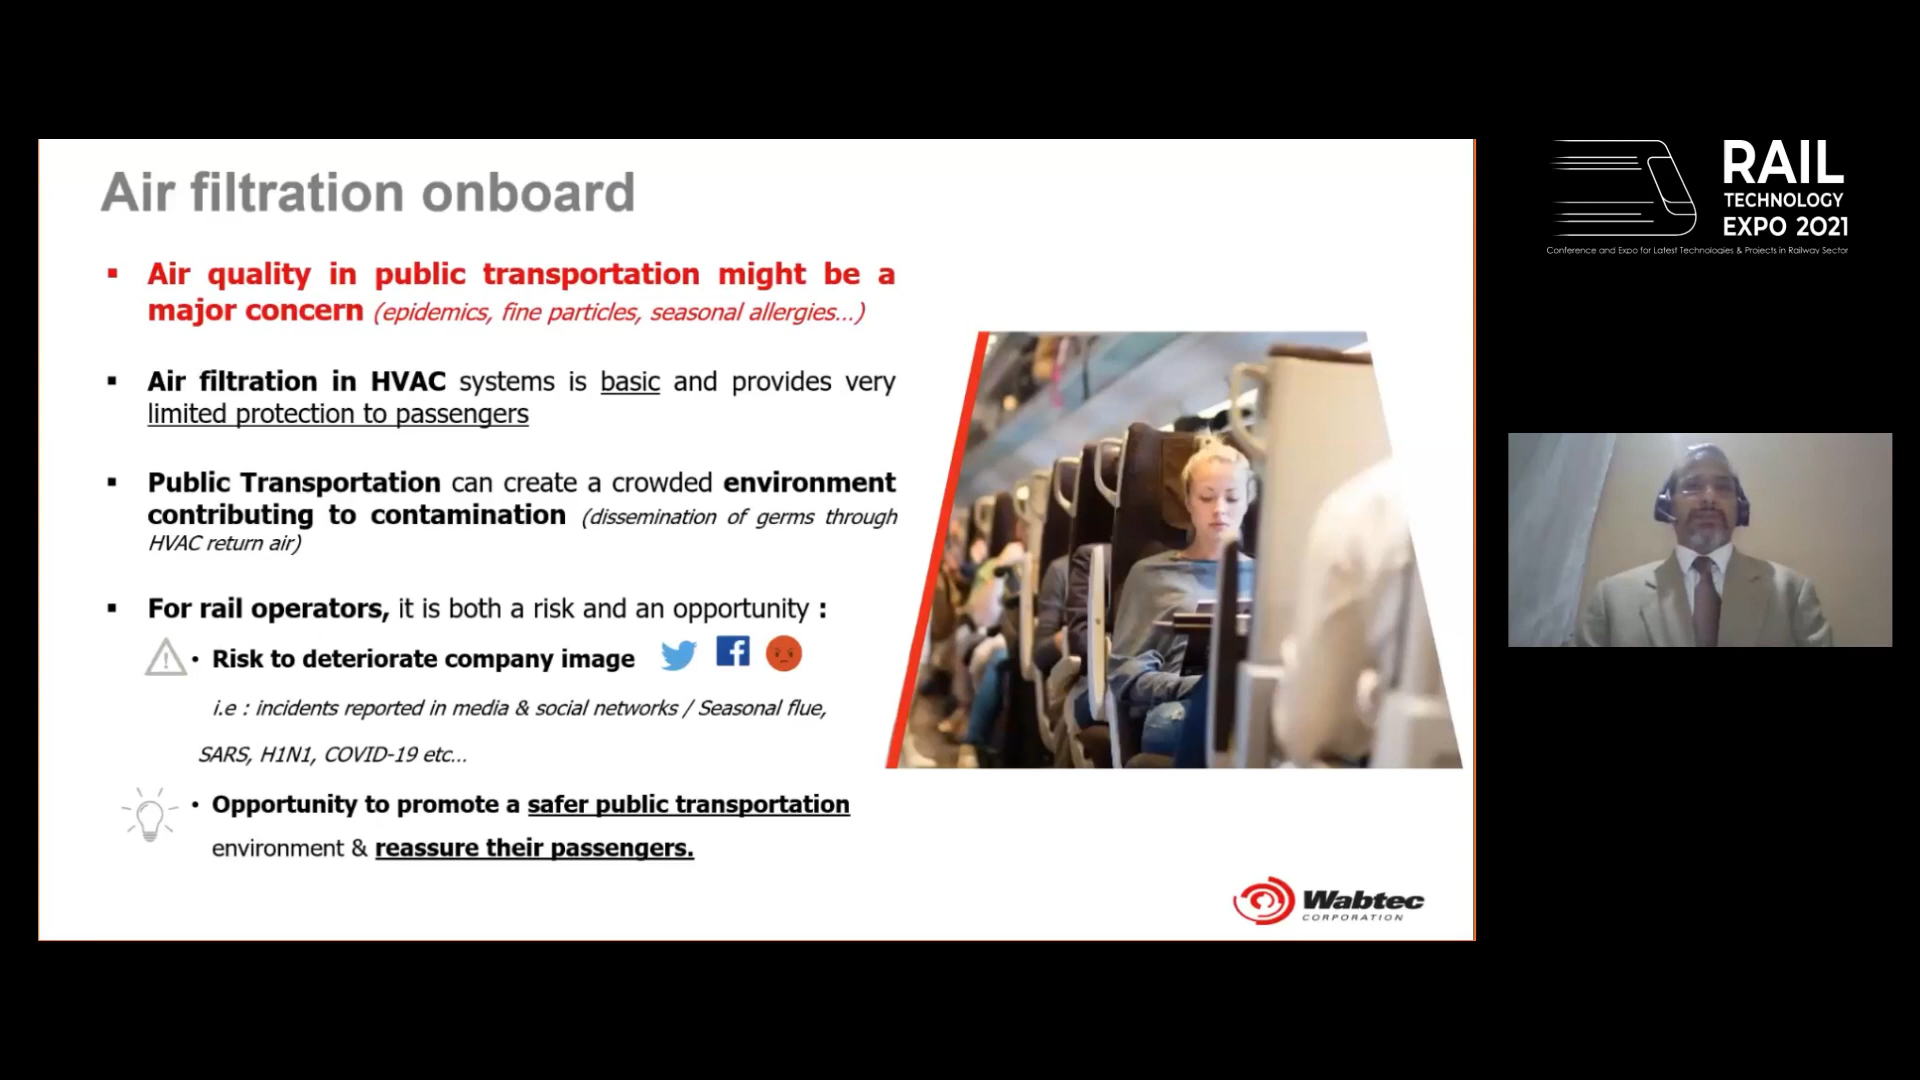 Air filtration onboard
Air quality in public transportation might be a
major concern (epidemics, fine particles, seasonal allergies...)
Air filtration in HVAC systems is basic and provides very
limited protection to passengers
Public Transportation can create a crowded environment
contributing to contamination (dissemination of germs through
HVAC return air)
For rail operators, it is both a risk and an opportunity :
Risk to deteriorate company image
i.e : incidents reported in media & social networks / Seasonal flue,
SARS, H1N1, COVID-19 etc...
Opportunity to promote a safer public transportation
environment & reassure their passengers.
Wabtec
CORPORATION
RAIL
TECHNOLOGY
EXPO 2021
Conference and Expo for Latest Technologies & Projects in Railway Sector